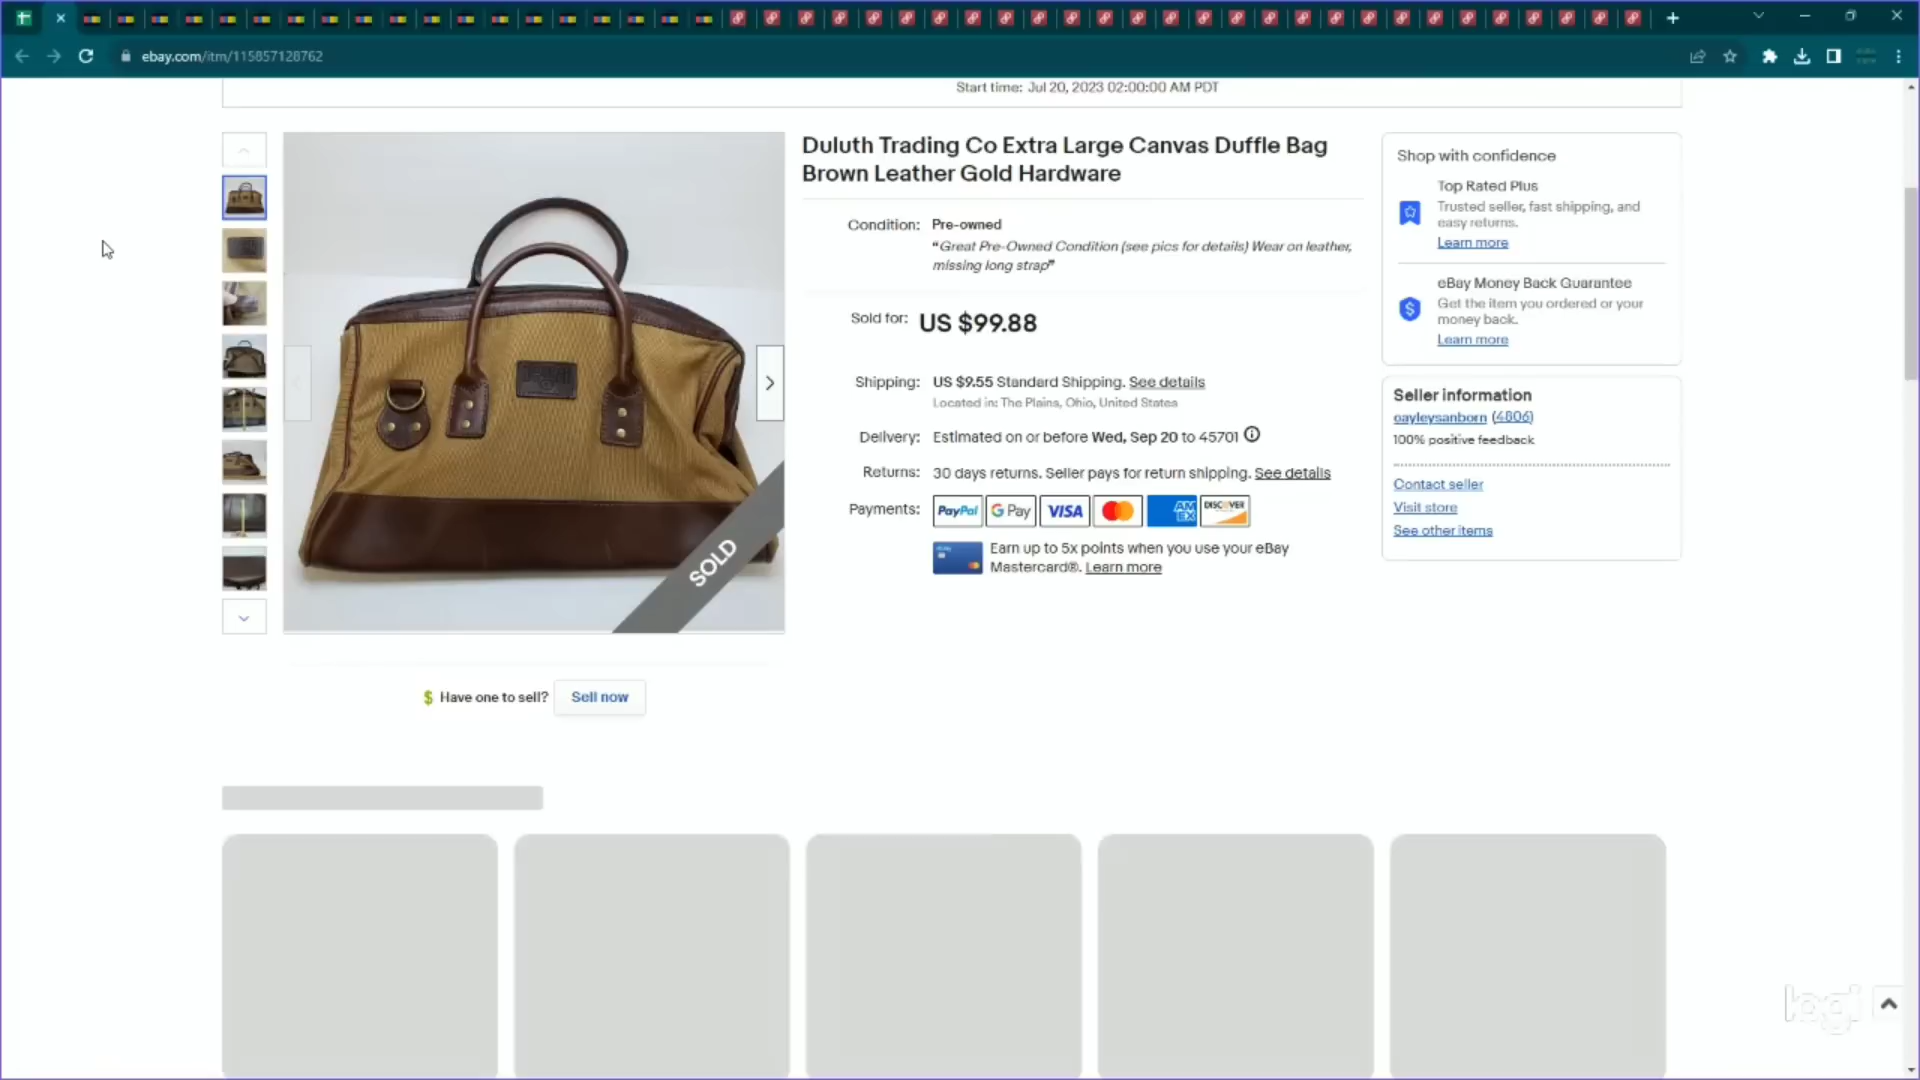 ebay.com/itm/115857128762
Start time: Jul 20, 2023 02:00:00 AM PDT
Duluth Trading Co Extra Large Canvas Duffle Bag
Brown Leather Gold Hardware
Condition: Pre-owned
“Great Pre-Owned Condition (see pics for details) Wear on leather,
missing long strap”
Sold for: US $99.88
Shipping: US $9.55 Standard Shipping. See details
Located in: The Plains, Ohio, United States
Delivery: Estimated on or before Wed, Sep 20 to 45701
Returns: 30 days returns. Seller pays for return shipping. See details
Payments: PayPal G Pay VISA AM EX DISCOVER
Earn up to 5x points when you use your eBay
Mastercard®. Learn more
Shop with confidence
Top Rated Plus
Trusted seller, fast shipping, and
easy returns.
Learn more
eBay Money Back Guarantee
Get the item you ordered or your
money back.
Learn more
Seller information
oayleysanborn (4806)
100% positive feedback
Contact seller
Visit store
See other items
SOLD
$ Have one to sell? Sell now